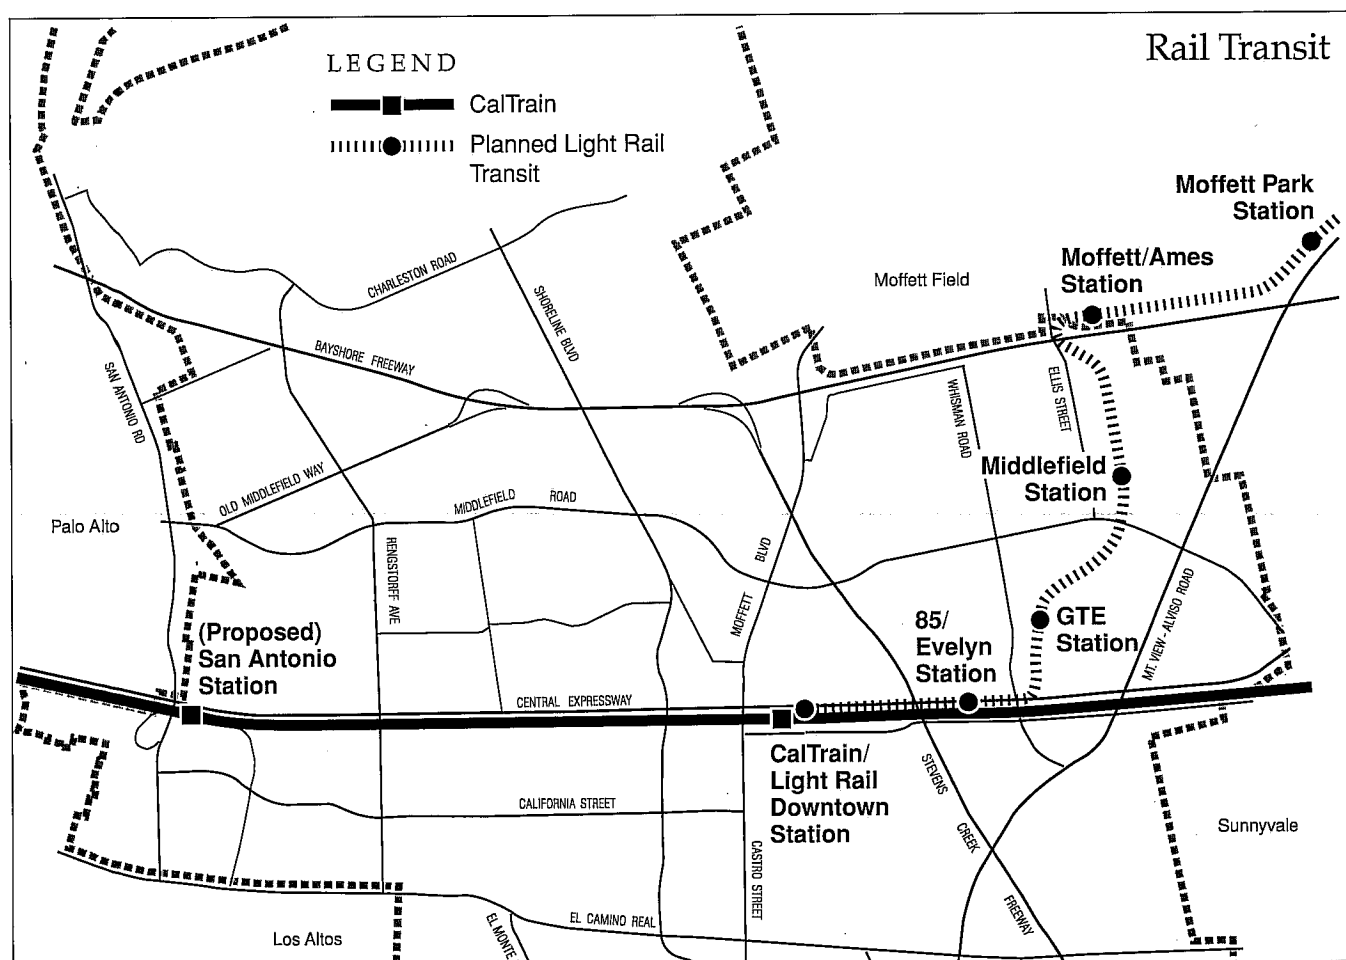 Rail Transit
LEGEND
CalTrain
Planned Light Rail
Transit
Moffett Park
Station
Moffett/Ames
Station
Moffett Field
CHARLESTON ROAD
SHORELINE BLVD
BAYSHORE FREEWAY
SAN ANTONIO RD
WHISMAN ROAD
ELLIS STREET
Middlefield
Station
OLD MIDDLEFIELD WAY
MIDDLEFIELD ROAD
Palo Alto
RENGSTORFF AVE
MOFFETT BLVD
MT. VIEW - ALVISO ROAD
(Proposed)
San Antonio
Station
85/
Evelyn
Station
GTE
Station
CENTRAL EXPRESSWAY
CalTrain/
Light Rail
Downtown
Station
STEVENS CREEK FREEWAY
CALIFORNIA STREET
Sunnyvale
CASTRO STREET
EL CAMINO REAL
EL MONTE
Los Altos